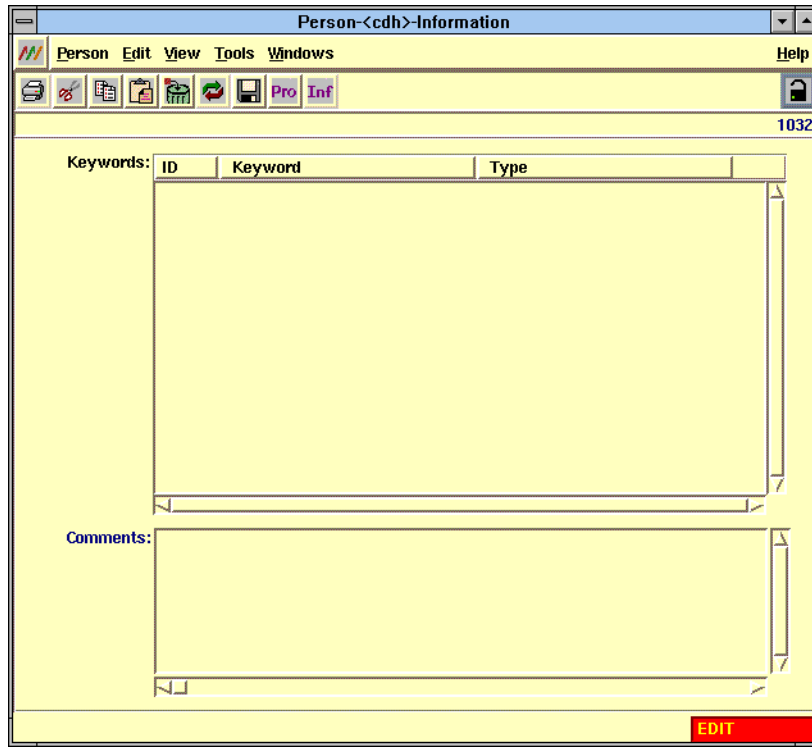 Person-<cdh>-Information
Person Edit View Tools Windows Help
Pro Inf
1032
Keywords: ID Keyword Type
Comments:
EDIT